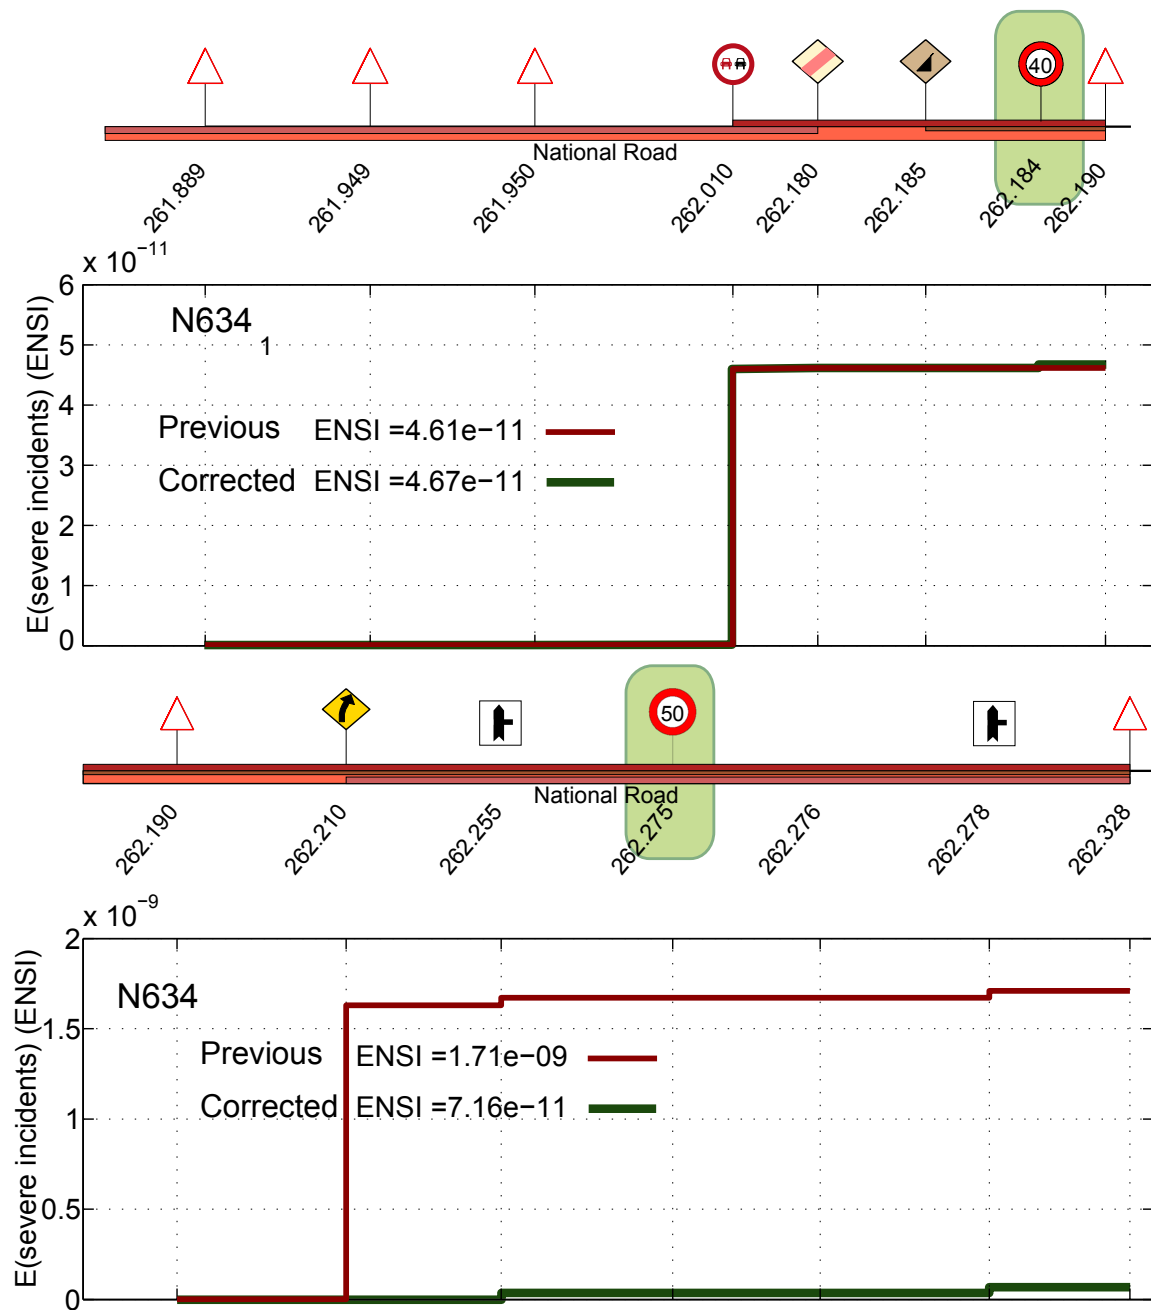 40
National Road
261.889
261.949
261.950
262.010
262.180
262.185
262.184
262.190
x 10−11
E(severe incidents) (ENSI)
6
5
4
3
2
1
0
N634 1
Previous ENSI =4.61e−11
Corrected ENSI =4.67e−11
50
National Road
262.190
262.210
262.255
262.275
262.276
262.278
262.328
x 10−9
E(severe incidents) (ENSI)
2
1.5
1
0.5
0
N634
Previous ENSI =1.71e−09
Corrected ENSI =7.16e−11